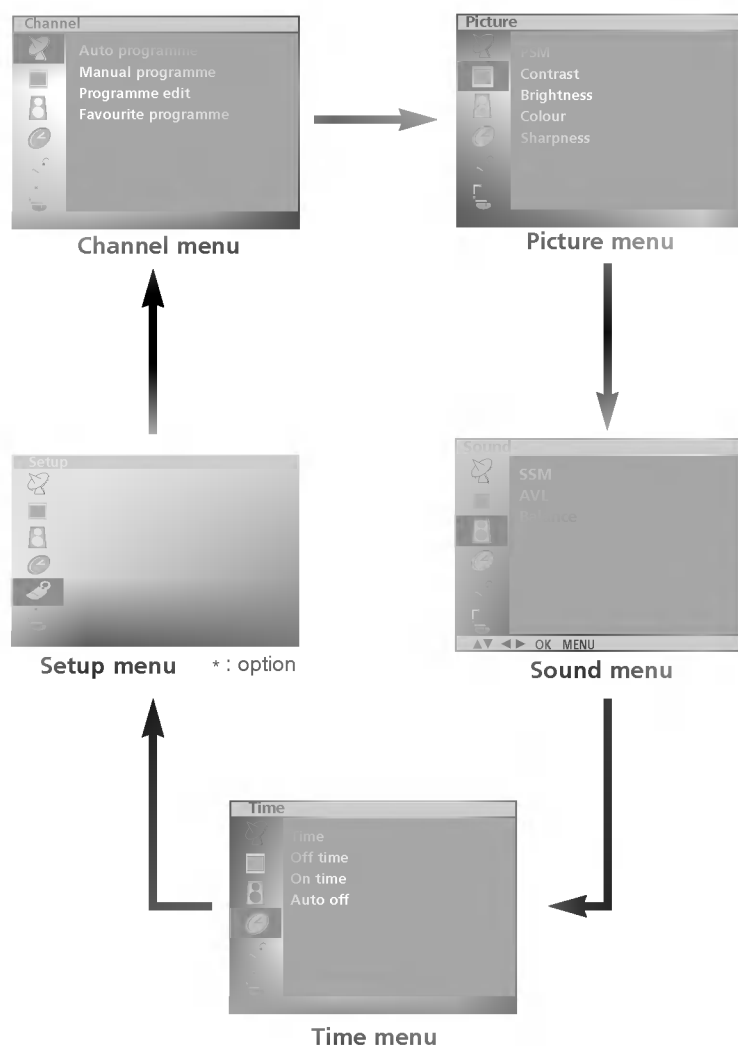 Channel
Auto programme
Manual programme
Programme edit
Favourite programme
Channel menu
Picture
PSM
Contrast
Brightness
Colour
Sharpness
Picture menu
Setup
Setup menu * : option
Sound
SSM
AVL
Balance
▲▼ ◄► OK MENU
Sound menu
Time
Time
Off time
On time
Auto off
Time menu